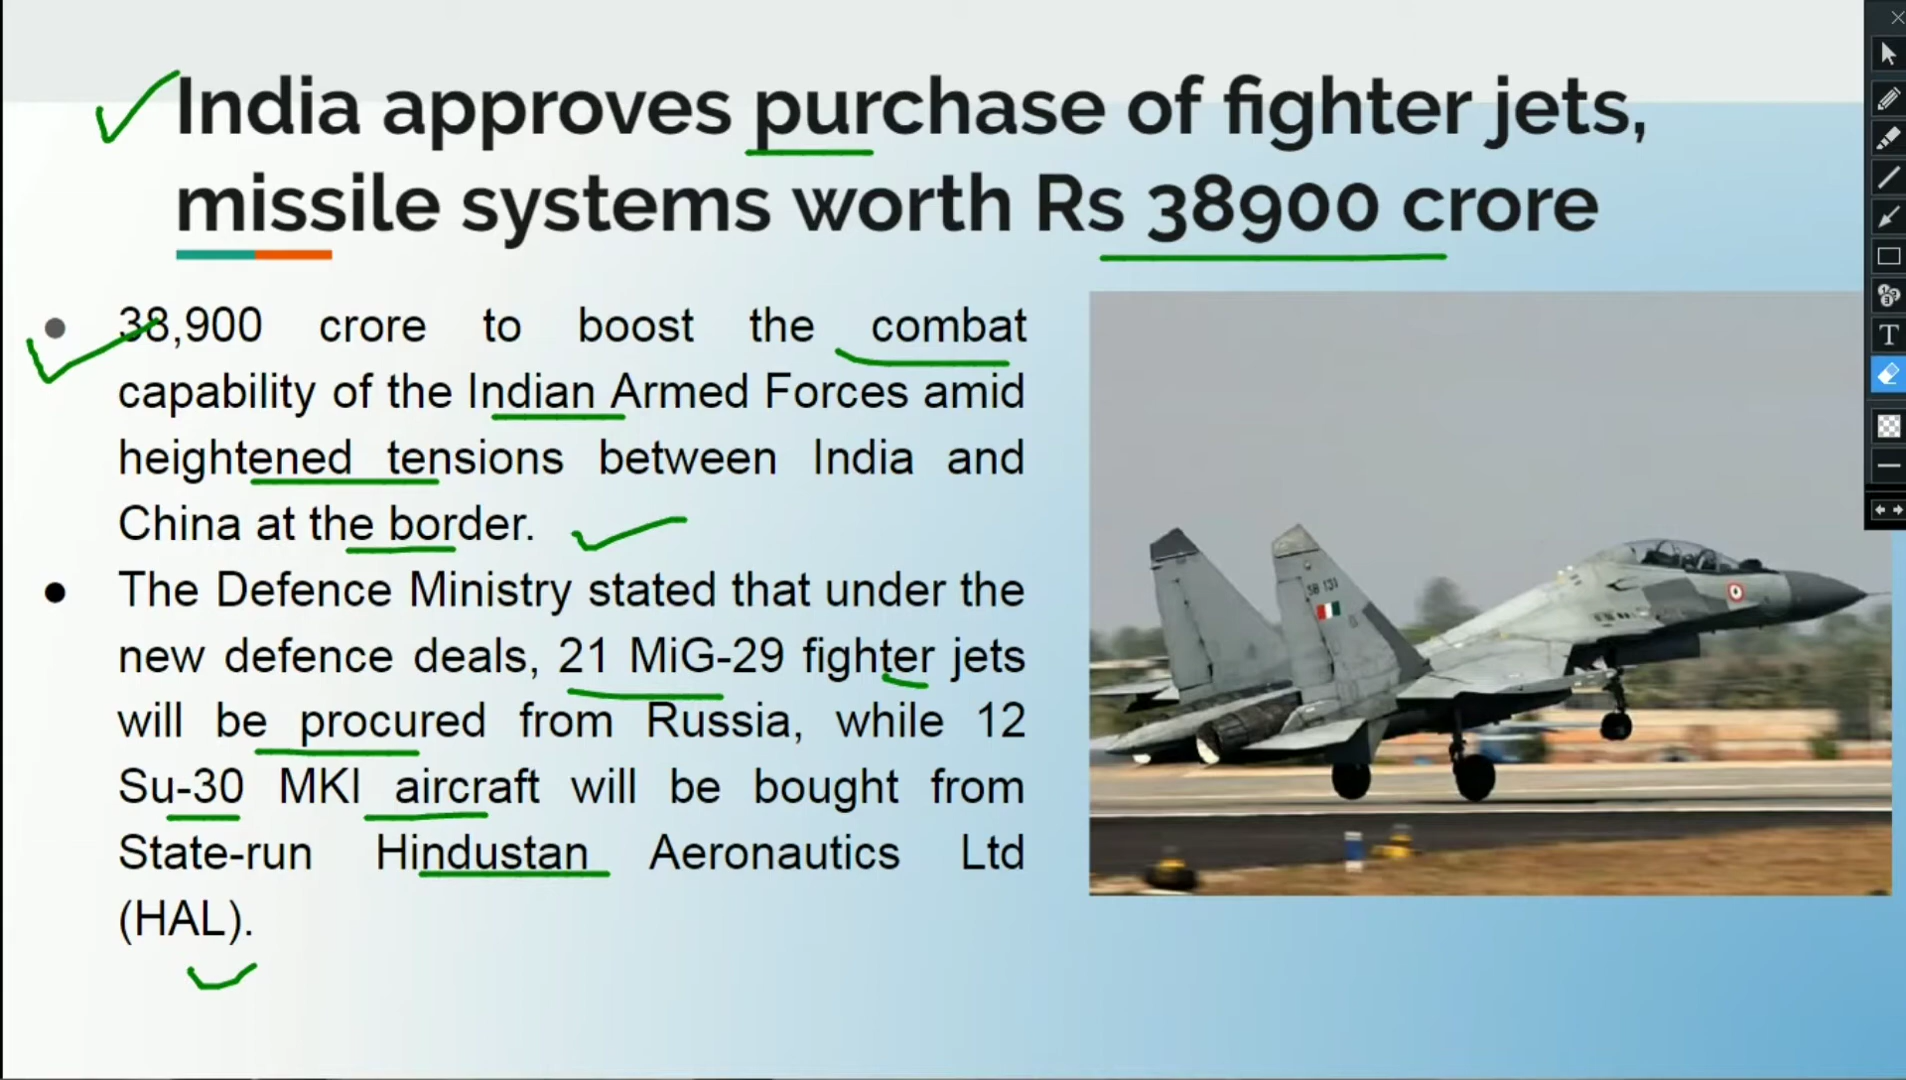 India approves purchase of fighter jets,
missile systems worth Rs 38900 crore
● 38,900 crore to boost the combat
capability of the Indian Armed Forces amid
heightened tensions between India and
China at the border.
● The Defence Ministry stated that under the
new defence deals, 21 MiG-29 fighter jets
will be procured from Russia, while 12
Su-30 MKI aircraft will be bought from
State-run Hindustan Aeronautics Ltd
(HAL).
SB 131
T